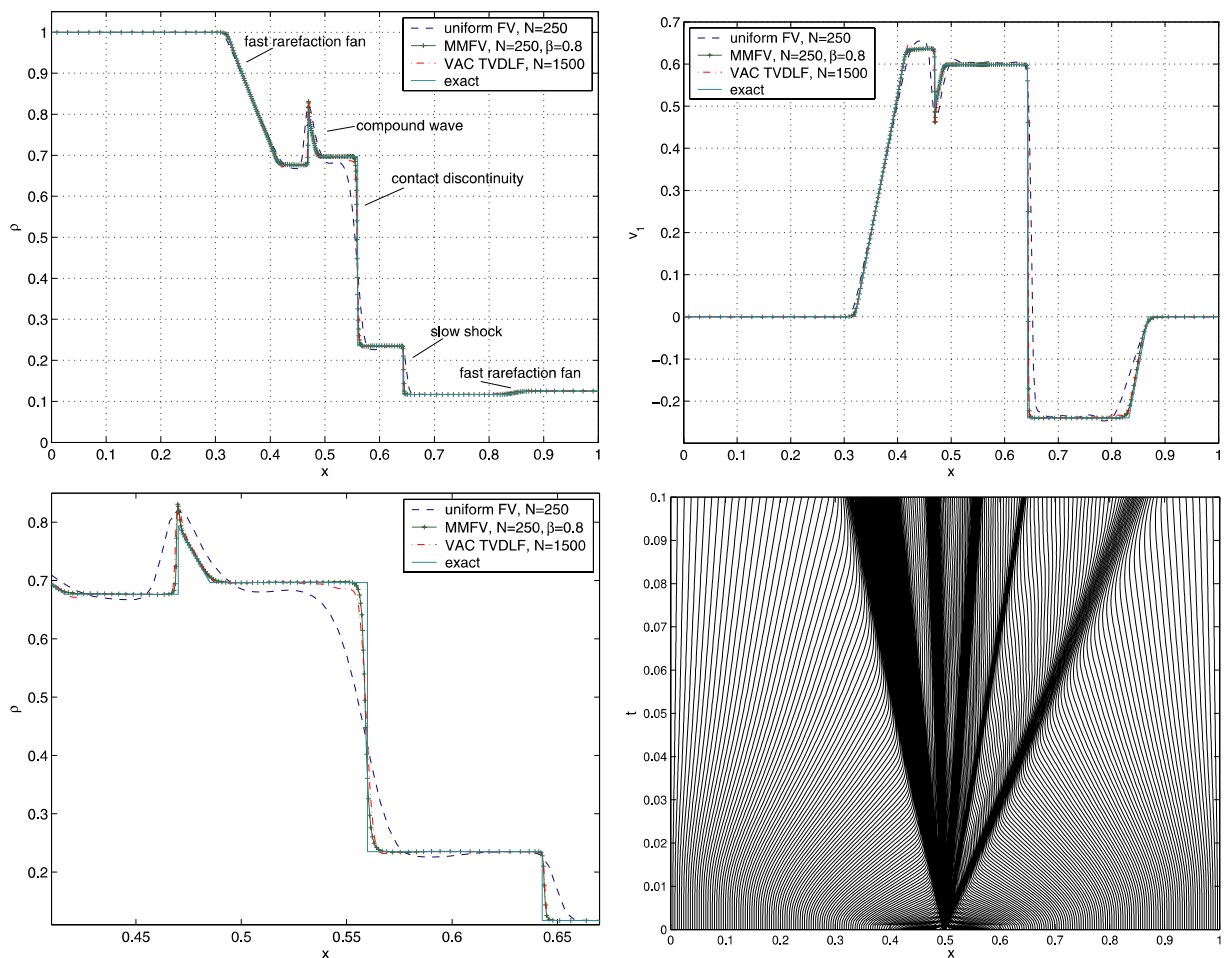 uniform FV, N=250
MMFV, N=250, β=0.8
VAC TVDLF, N=1500
exact
fast rarefaction fan
compound wave
contact discontinuity
slow shock
fast rarefaction fan
1
0.9
0.8
0.7
0.6
0.5
0.4
0.3
0.2
0.1
0
ρ
0 0.1 0.2 0.3 0.4 0.5 0.6 0.7 0.8 0.9 1
x
uniform FV, N=250
MMFV, N=250, β=0.8
VAC TVDLF, N=1500
exact
0.7
0.6
0.5
0.4
0.3
0.2
0.1
0
−0.1
−0.2
v1
0 0.1 0.2 0.3 0.4 0.5 0.6 0.7 0.8 0.9 1
x
uniform FV, N=250
MMFV, N=250, β=0.8
VAC TVDLF, N=1500
exact
0.8
0.7
0.6
0.5
0.4
0.3
0.2
ρ
0.45 0.5 0.55 0.6 0.65
x
0.1
0.09
0.08
0.07
0.06
0.05
0.04
0.03
0.02
0.01
0
t
0 0.1 0.2 0.3 0.4 0.5 0.6 0.7 0.8 0.9 1
x